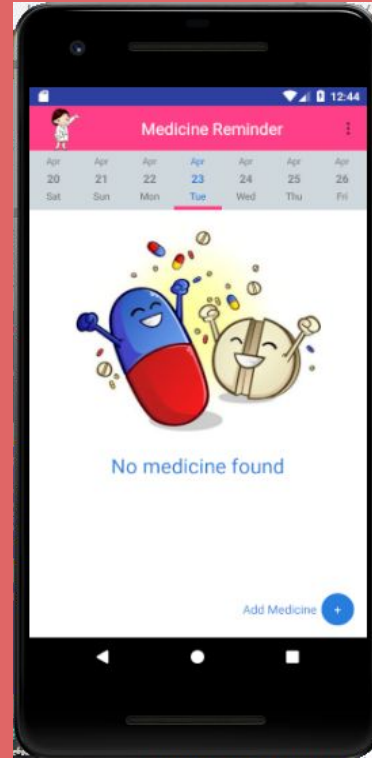 12:44
Medicine Reminder
Apr Apr Apr Apr Apr Apr Apr
20 21 22 23 24 25 26
Sat Sun Mon Tue Wed Thu Fri
No medicine found
Add Medicine +